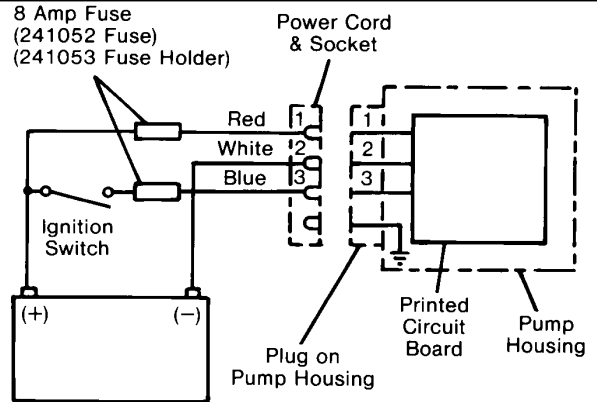 8 Amp Fuse
(241052 Fuse)
(241053 Fuse Holder)
Power Cord
& Socket
Red
1
1
White
2
2
Blue
3
3
Ignition
Switch
(+)
(−)
Plug on
Pump Housing
Printed
Circuit
Board
Pump
Housing